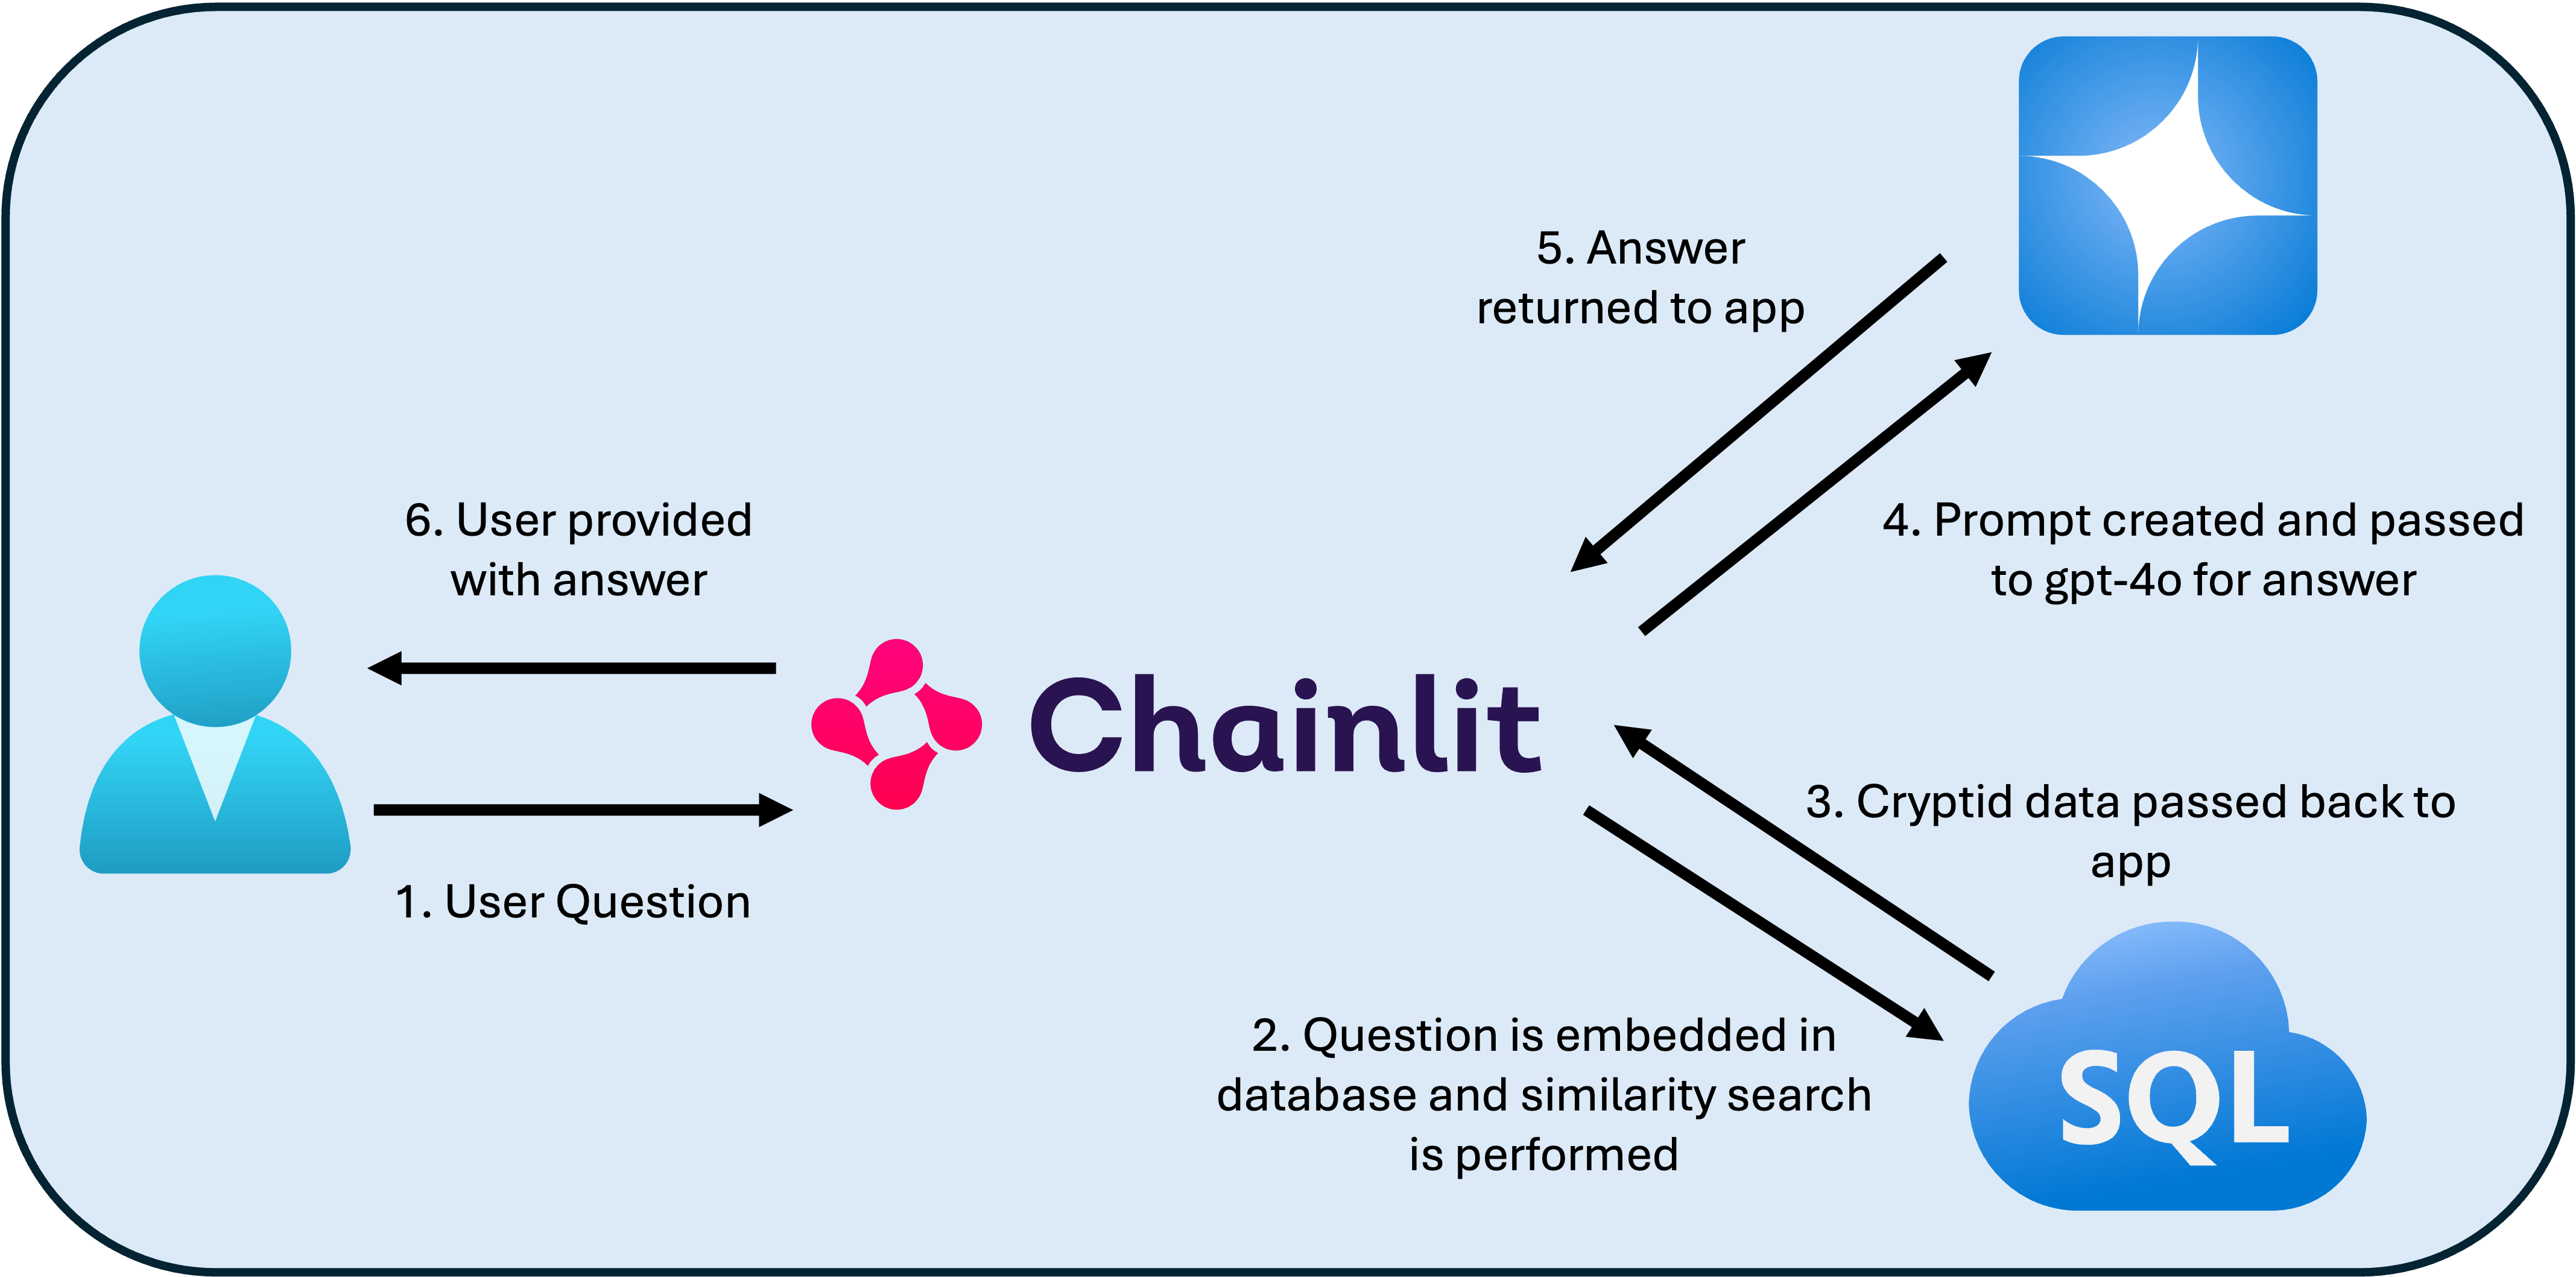 5. Answer
returned to app
6. User provided
with answer
4. Prompt created and passed
to gpt-4o for answer
Chainlit
3. Cryptid data passed back to
app
1. User Question
2. Question is embedded in
database and similarity search
is performed
SQL